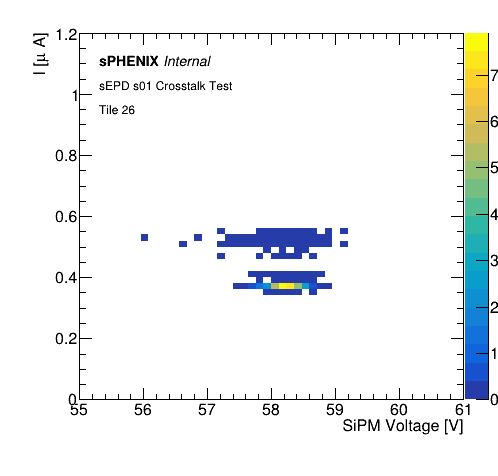 I [μ A]
1.2
1
0.8
0.6
0.4
0.2
0
sPHENIX Internal
sEPD s01 Crosstalk Test
Tile 26
7
6
5
4
3
2
1
0
55 56 57 58 59 60 61
SiPM Voltage [V]